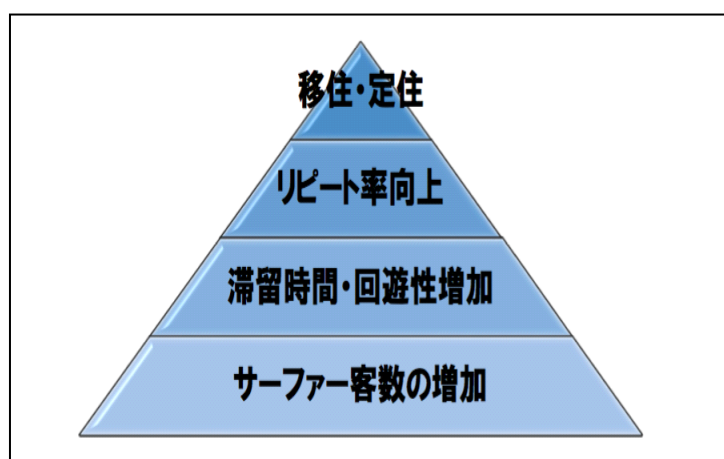 移住・定住
リピート率向上
滞留時間・回遊性増加
サーファー客数の増加